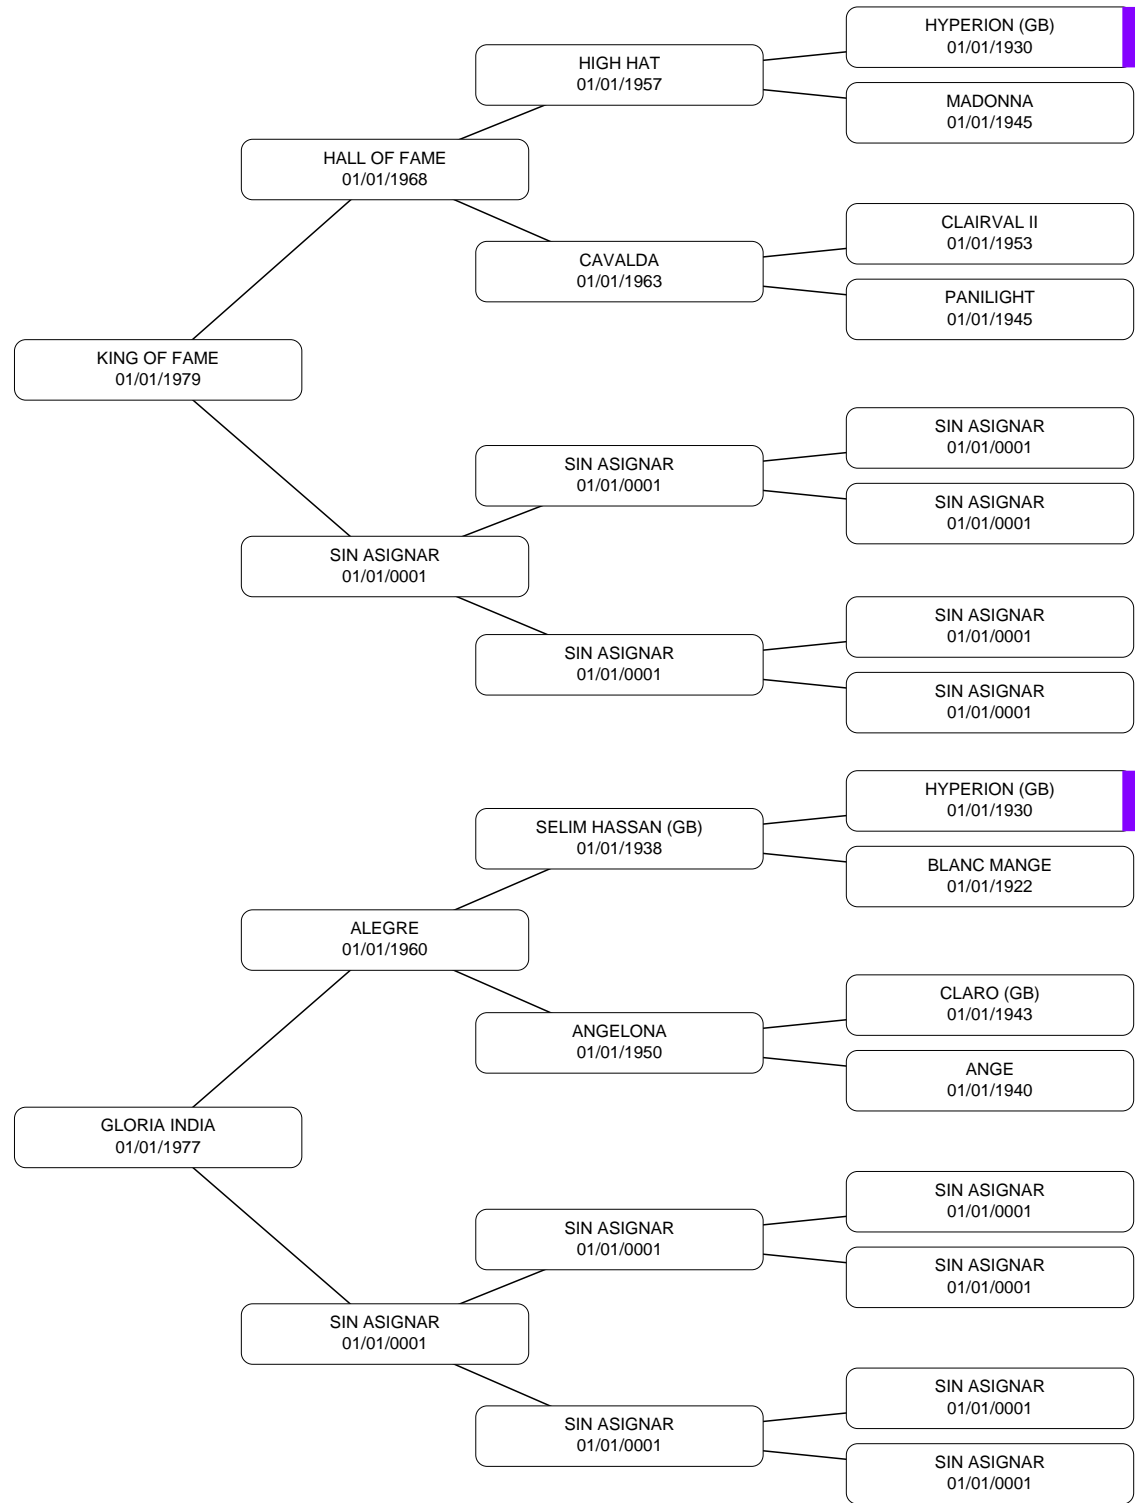 HYPERION (GB)
01/01/1930
HIGH HAT
01/01/1957
MADONNA
01/01/1945
HALL OF FAME
01/01/1968
CLAIRVAL II
01/01/1953
CAVALDA
01/01/1963
PANILIGHT
01/01/1945
KING OF FAME
01/01/1979
SIN ASIGNAR
01/01/0001
SIN ASIGNAR
01/01/0001
SIN ASIGNAR
01/01/0001
SIN ASIGNAR
01/01/0001
SIN ASIGNAR
01/01/0001
SIN ASIGNAR
01/01/0001
SIN ASIGNAR
01/01/0001
HYPERION (GB)
01/01/1930
SELIM HASSAN (GB)
01/01/1938
BLANC MANGE
01/01/1922
ALEGRE
01/01/1960
CLARO (GB)
01/01/1943
ANGELONA
01/01/1950
ANGE
01/01/1940
GLORIA INDIA
01/01/1977
SIN ASIGNAR
01/01/0001
SIN ASIGNAR
01/01/0001
SIN ASIGNAR
01/01/0001
SIN ASIGNAR
01/01/0001
SIN ASIGNAR
01/01/0001
SIN ASIGNAR
01/01/0001
SIN ASIGNAR
01/01/0001